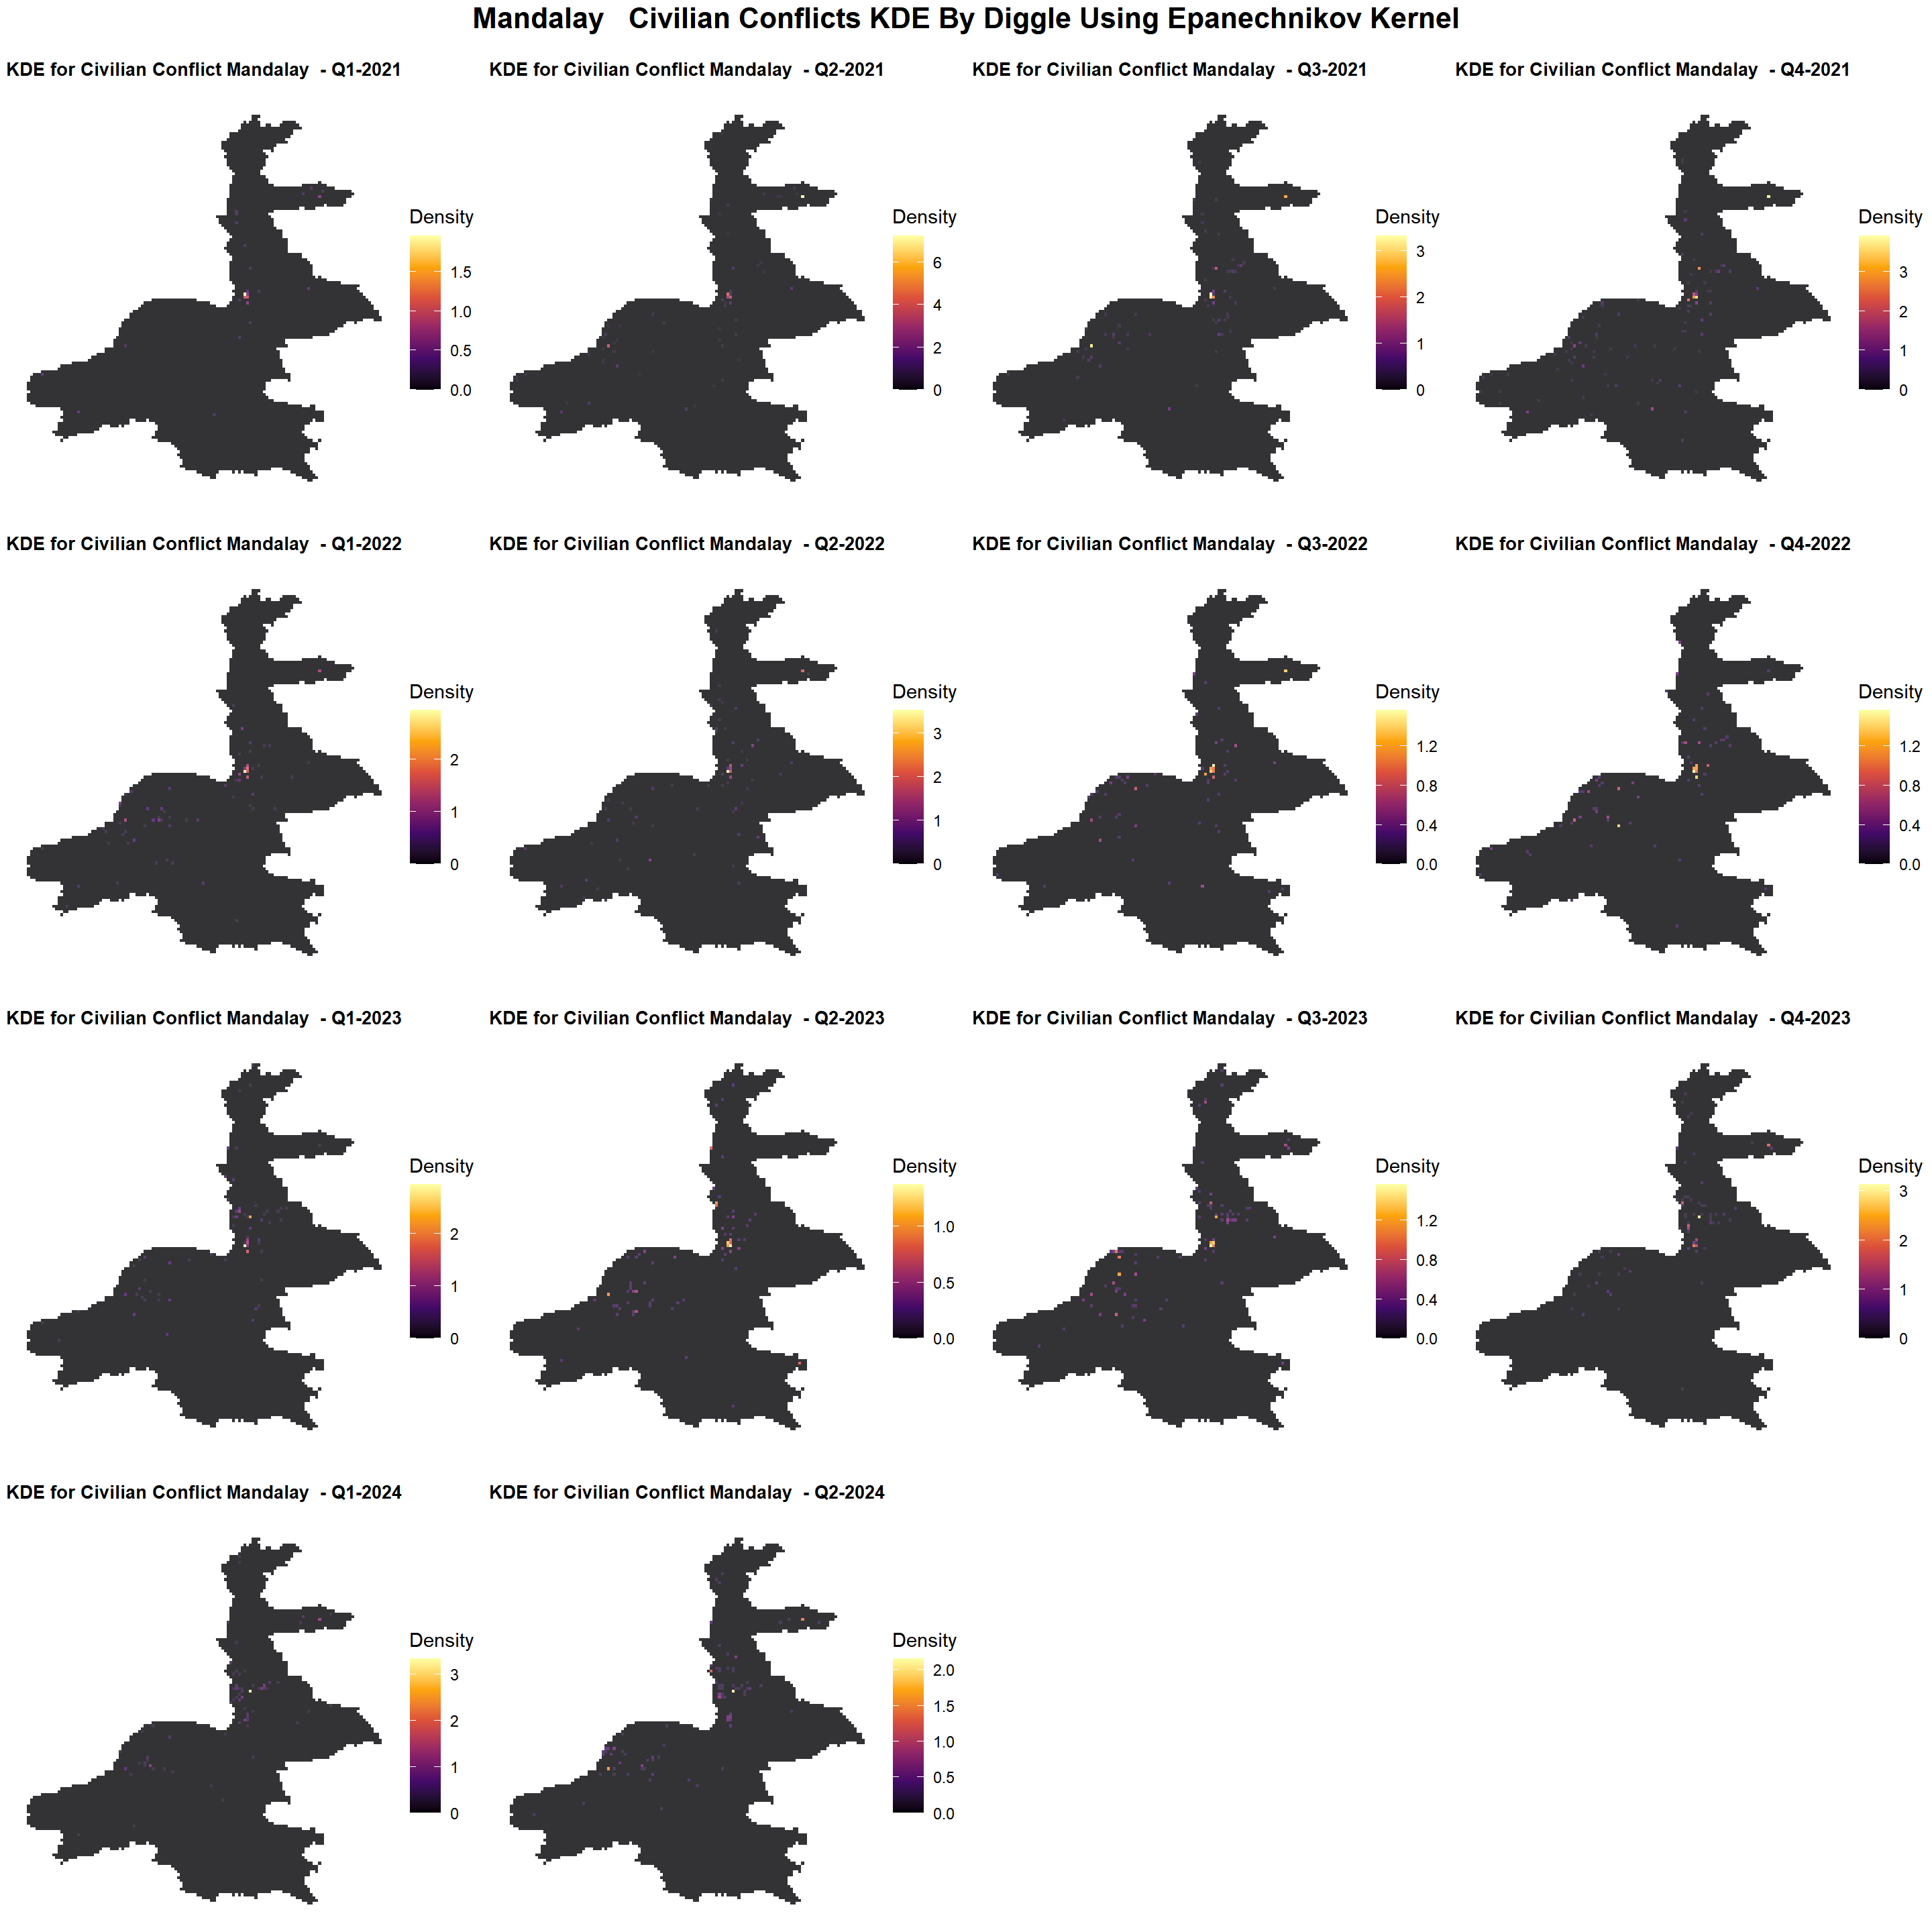 Mandalay   Civilian Conflicts KDE By Diggle Using Epanechnikov Kernel
KDE for Civilian Conflict Mandalay  - Q1-2021
Density
1.5
1.0
0.5
0.0
KDE for Civilian Conflict Mandalay  - Q2-2021
Density
6
4
2
0
KDE for Civilian Conflict Mandalay  - Q3-2021
Density
3
2
1
0
KDE for Civilian Conflict Mandalay  - Q4-2021
Density
3
2
1
0
KDE for Civilian Conflict Mandalay  - Q1-2022
Density
2
1
0
KDE for Civilian Conflict Mandalay  - Q2-2022
Density
3
2
1
0
KDE for Civilian Conflict Mandalay  - Q3-2022
Density
1.2
0.8
0.4
0.0
KDE for Civilian Conflict Mandalay  - Q4-2022
Density
1.2
0.8
0.4
0.0
KDE for Civilian Conflict Mandalay  - Q1-2023
Density
2
1
0
KDE for Civilian Conflict Mandalay  - Q2-2023
Density
1.0
0.5
0.0
KDE for Civilian Conflict Mandalay  - Q3-2023
Density
1.2
0.8
0.4
0.0
KDE for Civilian Conflict Mandalay  - Q4-2023
Density
3
2
1
0
KDE for Civilian Conflict Mandalay  - Q1-2024
Density
3
2
1
0
KDE for Civilian Conflict Mandalay  - Q2-2024
Density
2.0
1.5
1.0
0.5
0.0